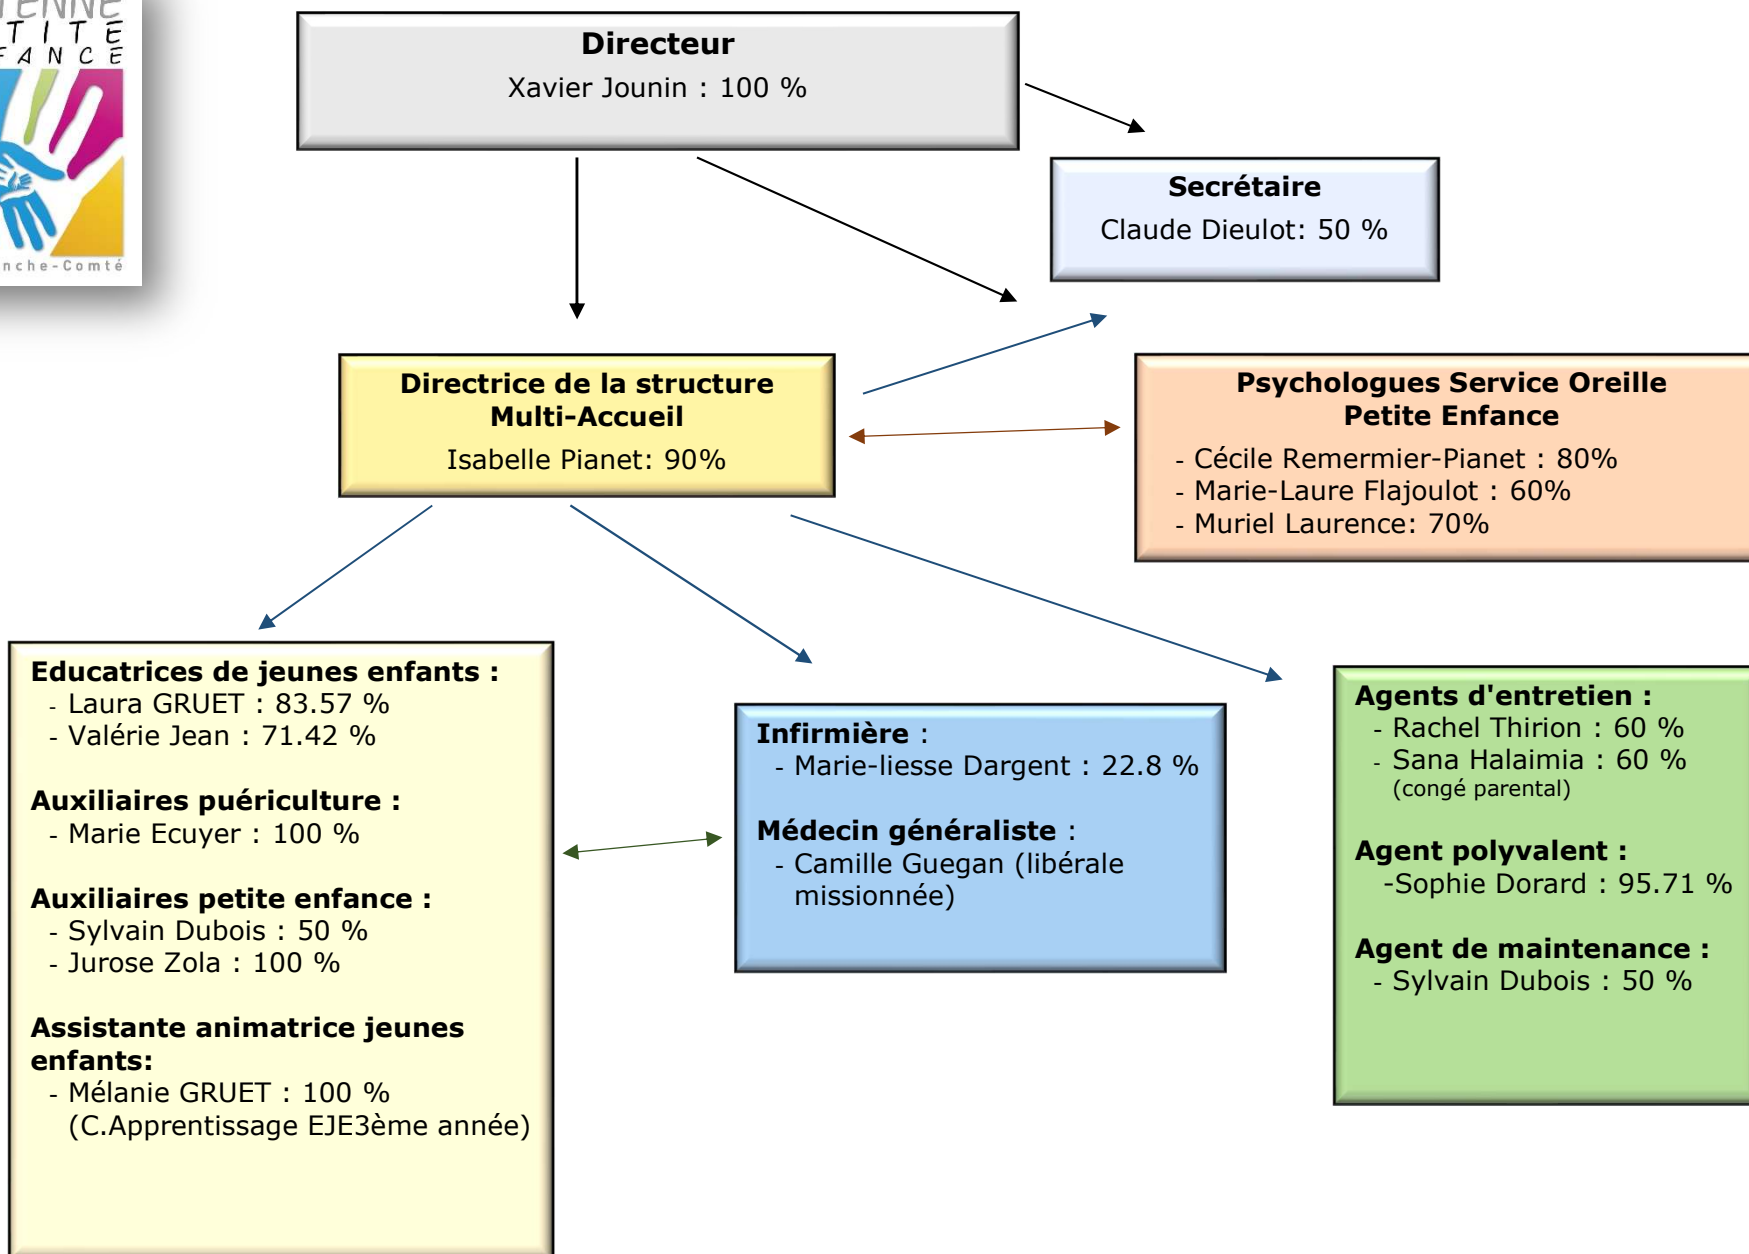 TITE
nche-Comté
Directeur
Xavier Jounin : 100 %
Secrétaire
Claude Dieulot: 50 %
Directrice de la structure
Multi-Accueil
Isabelle Pianet: 90%
Psychologues Service Oreille
Petite Enfance
- Cécile Remermier-Pianet : 80%
- Marie-Laure Flajoulot : 60%
- Muriel Laurence: 70%
Educatrices de jeunes enfants :
- Laura GRUET : 83.57 %
- Valérie Jean : 71.42 %
Auxiliaires puériculture :
- Marie Ecuyer : 100 %
Auxiliaires petite enfance :
- Sylvain Dubois : 50 %
- Jurose Zola : 100 %
Assistante animatrice jeunes
enfants:
- Mélanie GRUET : 100 %
(C.Apprentissage EJE3ème année)
Infirmière :
- Marie-liesse Dargent : 22.8 %
Médecin généraliste :
- Camille Guegan (libérale
missionnée)
Agents d'entretien :
- Rachel Thirion : 60 %
- Sana Halaimia : 60 %
(congé parental)
Agent polyvalent :
-Sophie Dorard : 95.71 %
Agent de maintenance :
- Sylvain Dubois : 50 %